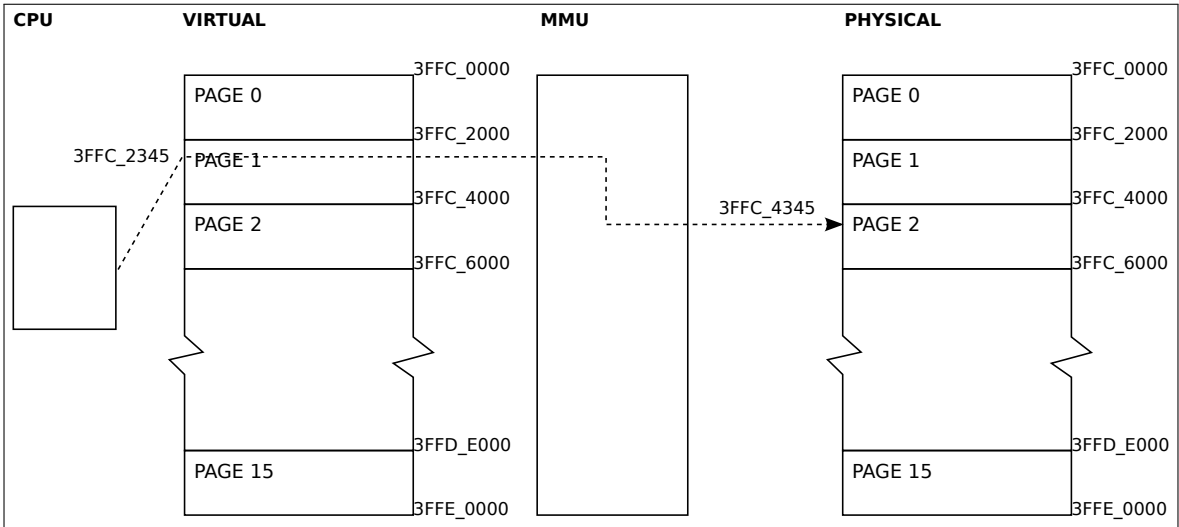 CPU VIRTUAL MMU PHYSICAL
3FFC_0000 3FFC_0000
PAGE 0 PAGE 0
3FFC_2000 3FFC_2000
3FFC_2345 PAGE 1 PAGE 1
3FFC_4000 3FFC_4000
3FFC_4345
PAGE 2 PAGE 2
3FFC_6000 3FFC_6000
3FFD_E000 3FFD_E000
PAGE 15 PAGE 15
3FFE_0000 3FFE_0000